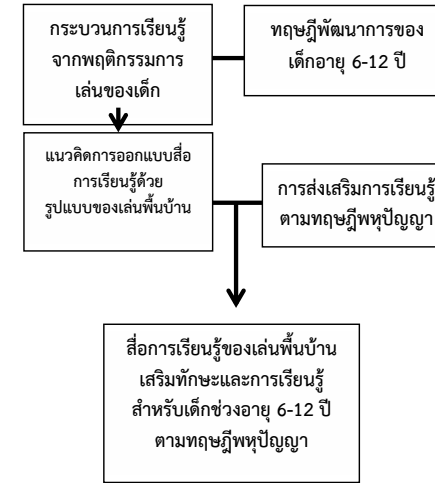 กระบวนการเรียนรู้
จากพฤติกรรมการ
เล่นของเด็ก
ทฤษฎีพัฒนาการของ
เด็กอายุ 6-12 ปี
แนวคิดการออกแบบสื่อ
การเรียนรู้ด้วย
รูปแบบของเล่นพื้นบ้าน
การส่งเสริมการเรียนรู้
ตามทฤษฎีพหุปัญญา
สื่อการเรียนรู้ของเล่นพื้นบ้าน
เสริมทักษะและการเรียนรู้
สำหรับเด็กช่วงอายุ 6-12 ปี
ตามทฤษฎีพหุปัญญา